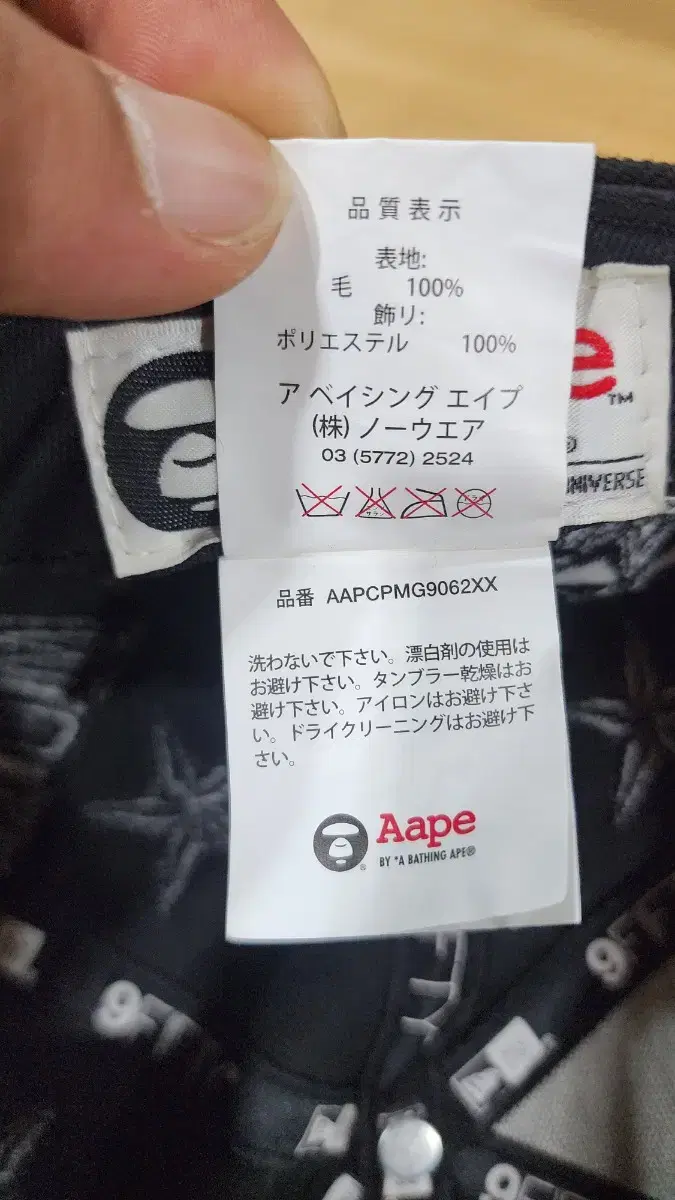 品質表示
表地:
毛 100%
飾り:
ポリエステル 100%
ア ベイシング エイプ
(株) ノーウエア
03 (5772) 2524
e™
UNIVERSE
品番 AAPCPMG9062XX
洗わないで下さい。漂白剤の使用は
お避け下さい。タンブラー乾燥はお
避け下さい。アイロンはお避け下さ
い。ドライクリーニングはお避け下
さい。
Aape
BY *A BATHING APE®